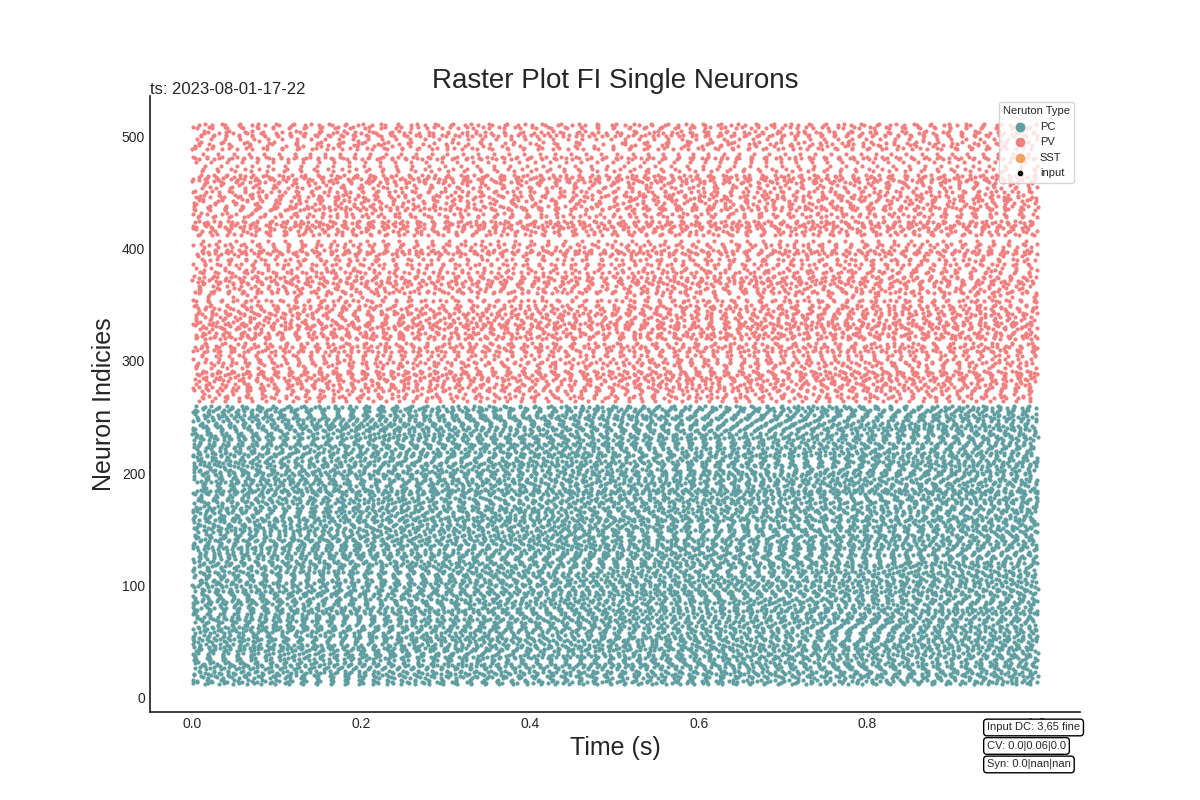 Raster Plot FI Single Neurons
ts: 2023-08-01-17-22
Neruton Type
PC
PV
SST
input
500
400
300
200
100
0
Neuron Indicies
0.0 0.2 0.4 0.6 0.8
Time (s)
Input DC: 3,65 fine
CV: 0.0|0.06|0.0
Syn: 0.0|nan|nan